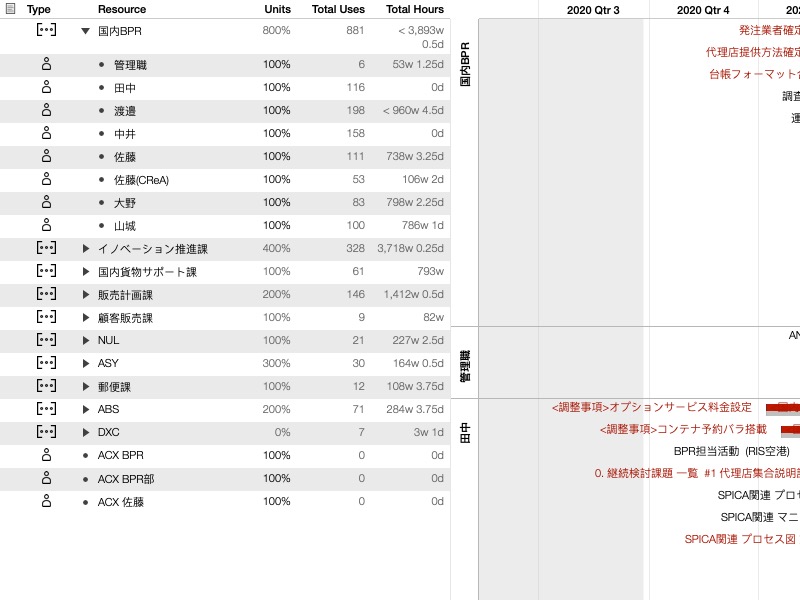 Type Resource Units Total Uses Total Hours 2020 Qtr 3 2020 Qtr 4 202
国内BPR 800% 881 < 3,893w 0.5d
管理職 100% 6 53w 1.25d
田中 100% 116 0d
渡邉 100% 198 < 960w 4.5d
中井 100% 158 0d
佐藤 100% 111 738w 3.25d
佐藤(CReA) 100% 53 106w 2d
大野 100% 83 798w 2.25d
山城 100% 100 786w 1d
イノベーション推進課 400% 328 3,718w 0.25d
国内貨物サポート課 100% 61 793w
販売計画課 200% 146 1,412w 0.5d
顧客販売課 100% 9 82w
NUL 100% 21 227w 2.5d
ASY 300% 30 164w 0.5d
郵便課 100% 12 108w 3.75d
ABS 200% 71 284w 3.75d
DXC 0% 7 3w 1d
ACX BPR 100% 0 0d
ACX BPR部 100% 0 0d
ACX 佐藤 100% 0 0d
国内BPR
発注業者確定
代理店提供方法確定
台帳フォーマット
調査
運
管理職
AN
田中
<調整事項>オプションサービス料金設定
<調整事項>コンテナ予約バラ搭載
BPR担当活動 (RIS空港)
0. 継続検討課題 一覧 #1 代理店集合説明
SPICA関連 プロセ
SPICA関連 マニ
SPICA関連 プロセス図